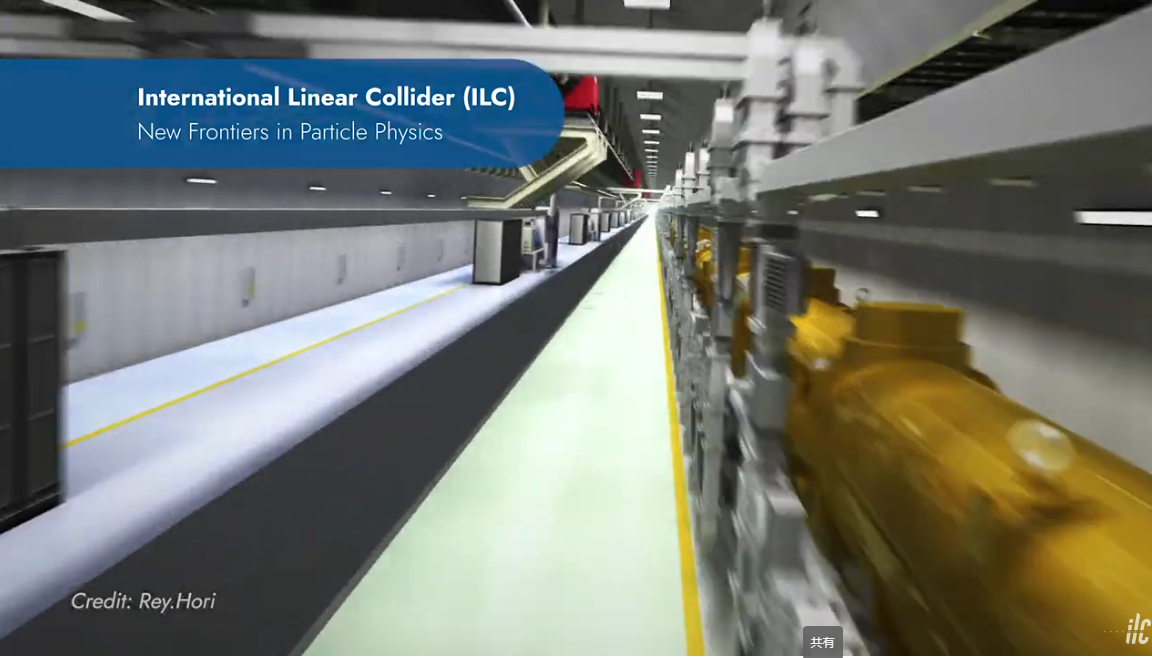 International Linear Collider (ILC)
New Frontiers in Particle Physics
Credit: Rey.Hori
共有
ilc